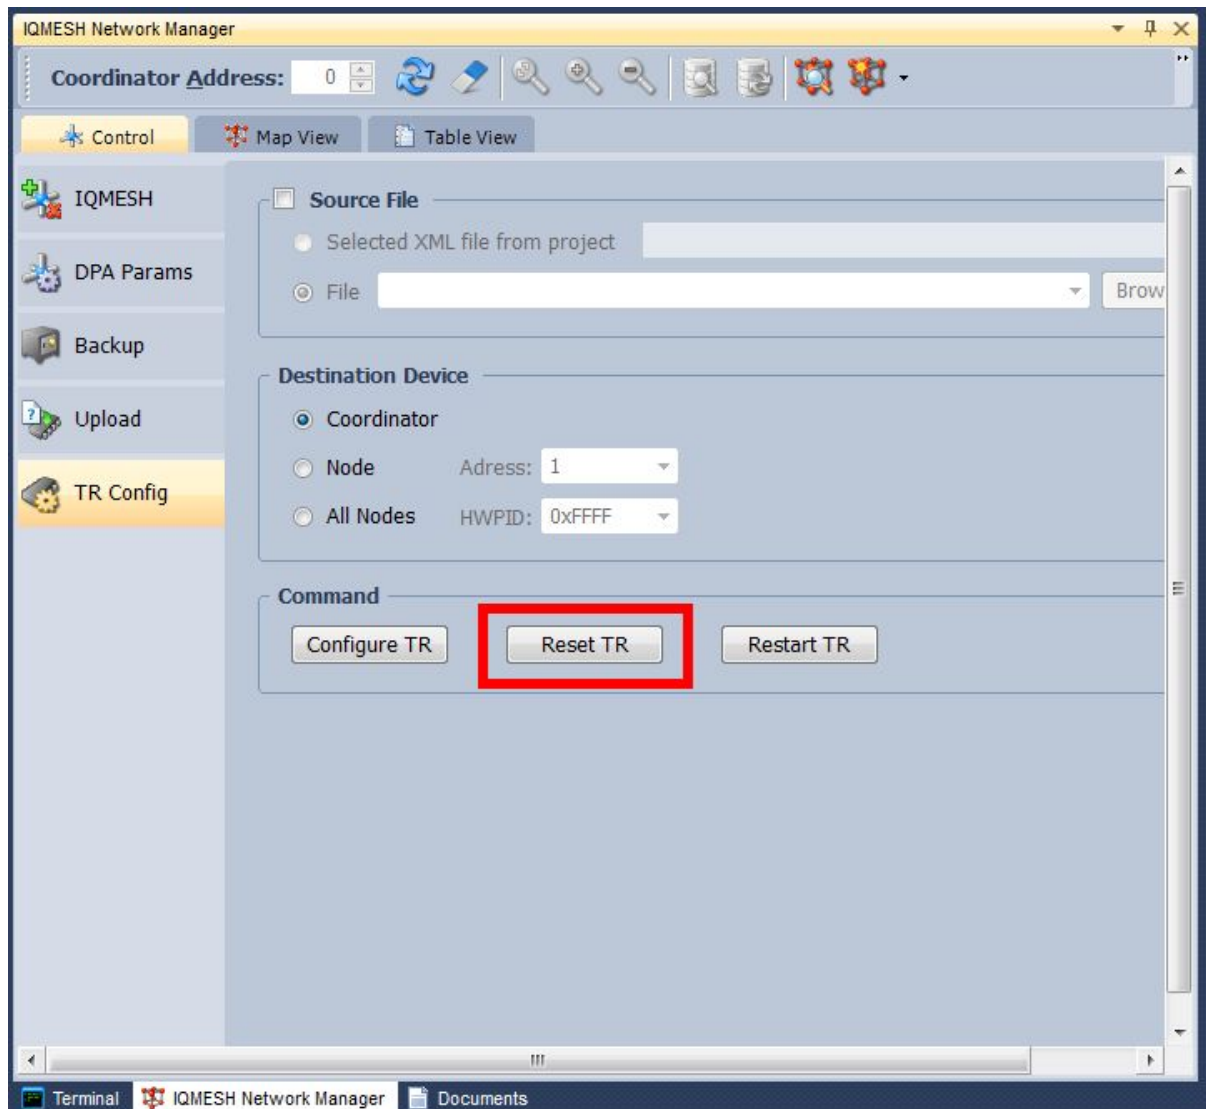 IQMESH Network Manager
Coordinator Address: 0
Control Map View Table View
IQMESH
DPA Params
Backup
Upload
TR Config
Source File
Selected XML file from project
File Brow
Destination Device
Coordinator
Node Adress: 1
All Nodes HWPID: 0xFFFF
Command
Configure TR Reset TR Restart TR
Terminal IQMESH Network Manager Documents